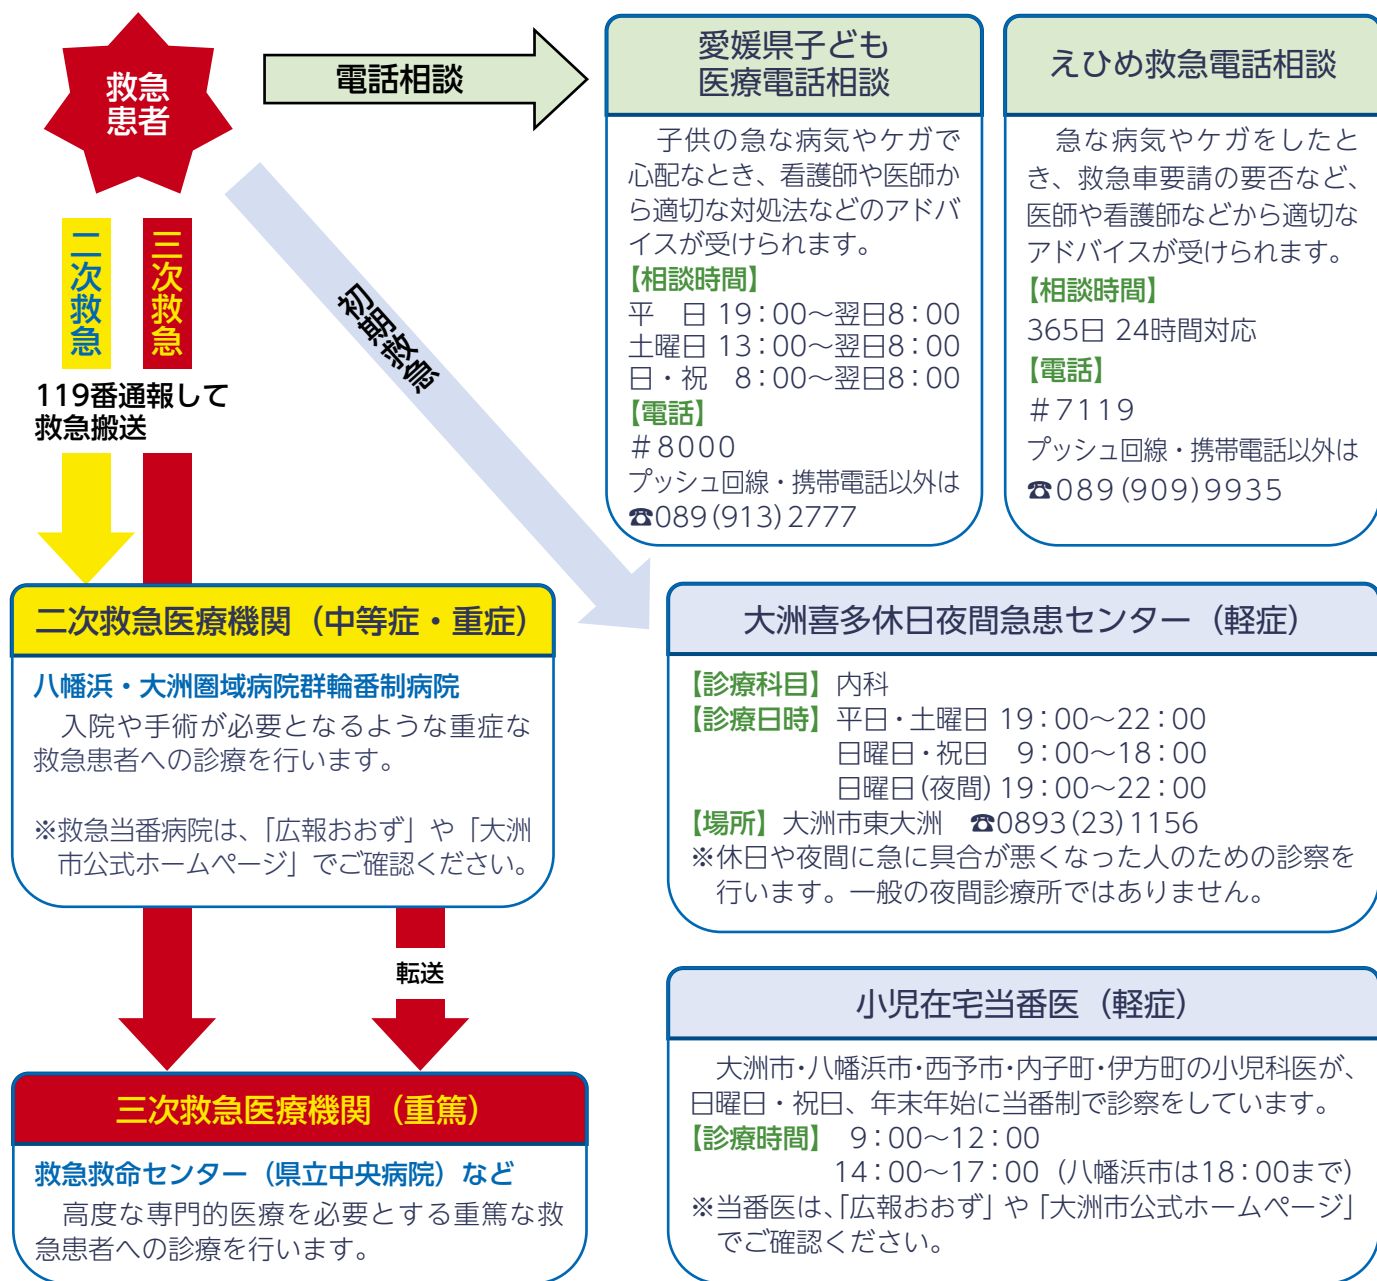 救急
患者
電話相談
二次救急
三次救急
119番通報して
救急搬送
初期救急
愛媛県子ども
医療電話相談
子供の急な病気やケガで
心配なとき、看護師や医師か
ら適切な対処法などのアドバ
イスが受けられます。
【相談時間】
平　日 19：00～翌日8：00
土曜日 13：00～翌日8：00
日・祝　8：00～翌日8：00
【電話】
＃8000
プッシュ回線・携帯電話以外は
☎089(913)2777
えひめ救急電話相談
急な病気やケガをしたと
き、救急車要請の要否など、
医師や看護師などから適切な
アドバイスが受けられます。
【相談時間】
365日 24時間対応
【電話】
＃7119
プッシュ回線・携帯電話以外は
☎089(909)9935
二次救急医療機関（中等症・重症）
八幡浜・大洲圏域病院群輪番制病院
入院や手術が必要となるような重症な
救急患者への診療を行います。
※救急当番病院は、「広報おおず」や「大洲
市公式ホームページ」でご確認ください。
転送
三次救急医療機関（重篤）
救急救命センター（県立中央病院）など
高度な専門的医療を必要とする重篤な救
急患者への診療を行います。
大洲喜多休日夜間急患センター（軽症）
【診療科目】内科
【診療日時】平日・土曜日 19：00～22：00
日曜日・祝日　9：00～18：00
日曜日(夜間) 19：00～22：00
【場所】大洲市東大洲　☎0893(23)1156
※休日や夜間に急に具合が悪くなった人のための診察を
行います。一般の夜間診療所ではありません。
小児在宅当番医（軽症）
大洲市・八幡浜市・西予市・内子町・伊方町の小児科医が、
日曜日・祝日、年末年始に当番制で診察をしています。
【診療時間】　9：00～12：00
14：00～17：00（八幡浜市は18：00まで）
※当番医は、「広報おおず」や「大洲市公式ホームページ」
でご確認ください。